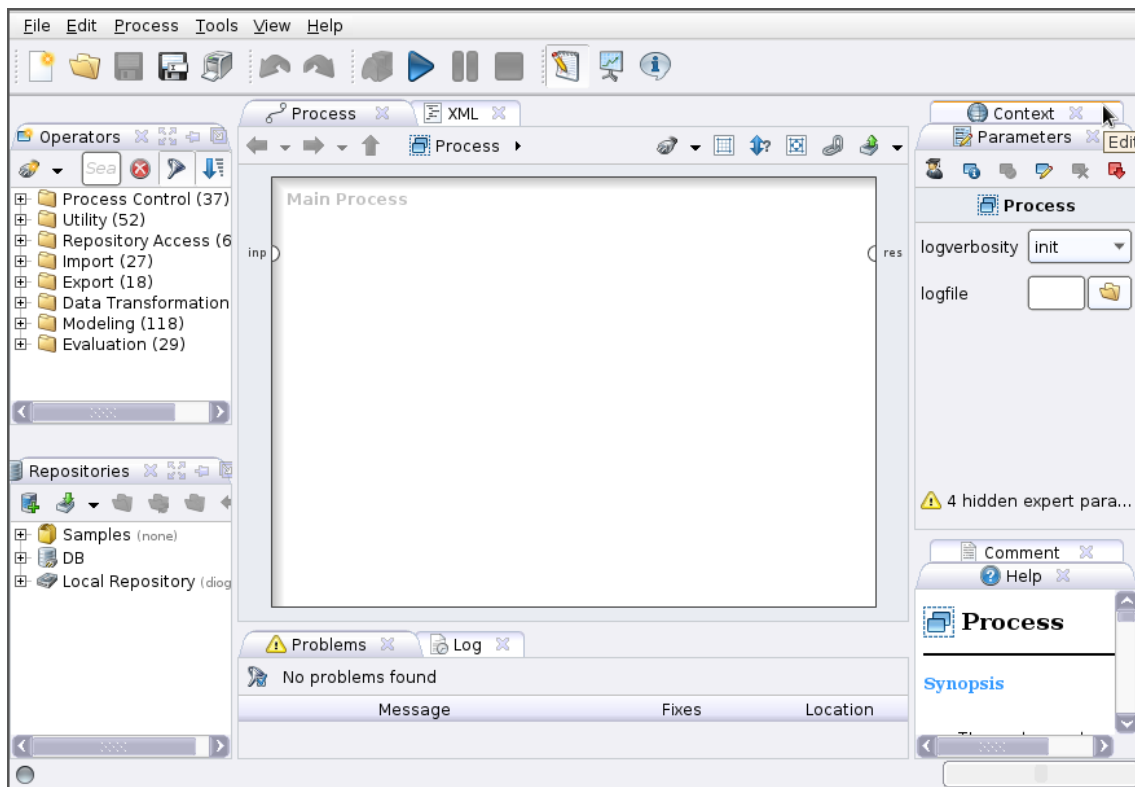 File Edit Process Tools View Help
Operators
Sea
Process Control (37)
Utility (52)
Repository Access (6
Import (27)
Export (18)
Data Transformation
Modeling (118)
Evaluation (29)
Repositories
Samples (none)
DB
Local Repository (diog
Process XML
Process
Main Process
inp
res
Problems Log
No problems found
Message Fixes Location
Context
Parameters
Edit
Process
logverbosity init
logfile
4 hidden expert para...
Comment
Help
Process
Synopsis